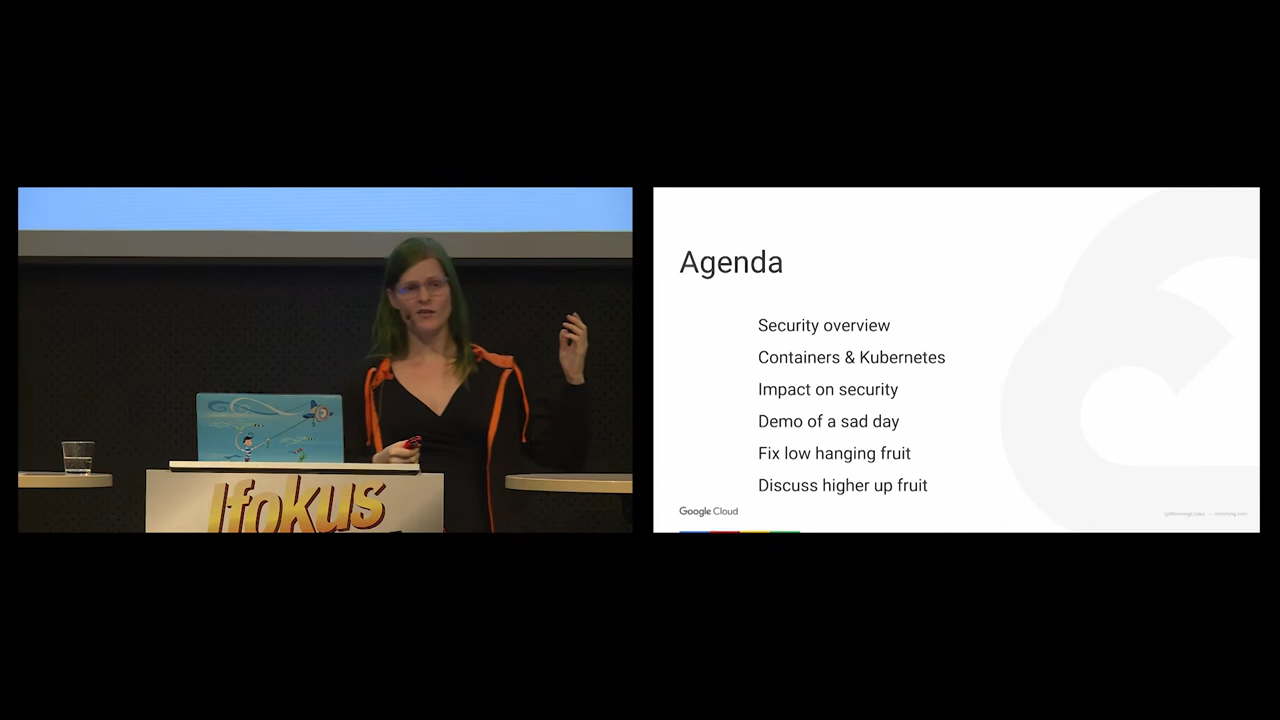 Jfokus
Agenda
Security overview
Containers & Kubernetes
Impact on security
Demo of a sad day
Fix low hanging fruit
Discuss higher up fruit
Google Cloud